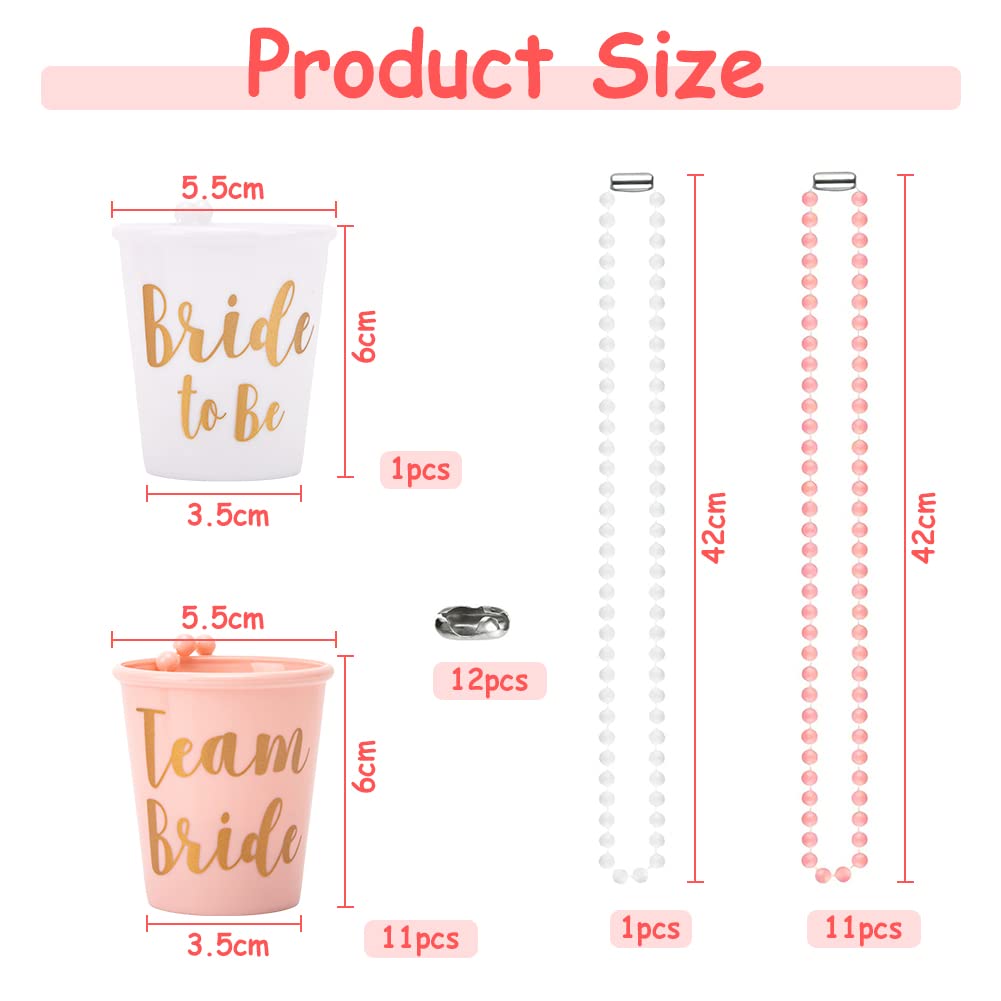 Product Size
5.5cm
Bride
to Be
6cm
1pcs
3.5cm
5.5cm
Team
Bride
6cm
11pcs
3.5cm
12pcs
42cm
1pcs
42cm
11pcs